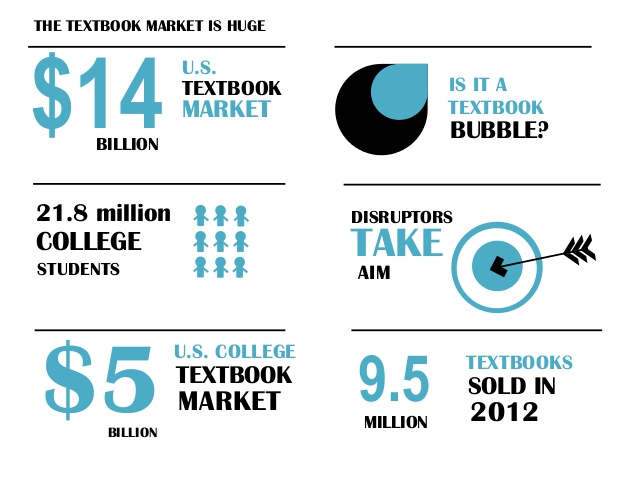 THE TEXTBOOK MARKET IS HUGE
$14
BILLION
U.S.
TEXTBOOK
MARKET
IS IT A
TEXTBOOK
BUBBLE?
21.8 million
COLLEGE
STUDENTS
DISRUPTORS
TAKE
AIM
$5
BILLION
U.S. COLLEGE
TEXTBOOK
MARKET
9.5
MILLION
TEXTBOOKS
SOLD IN
2012